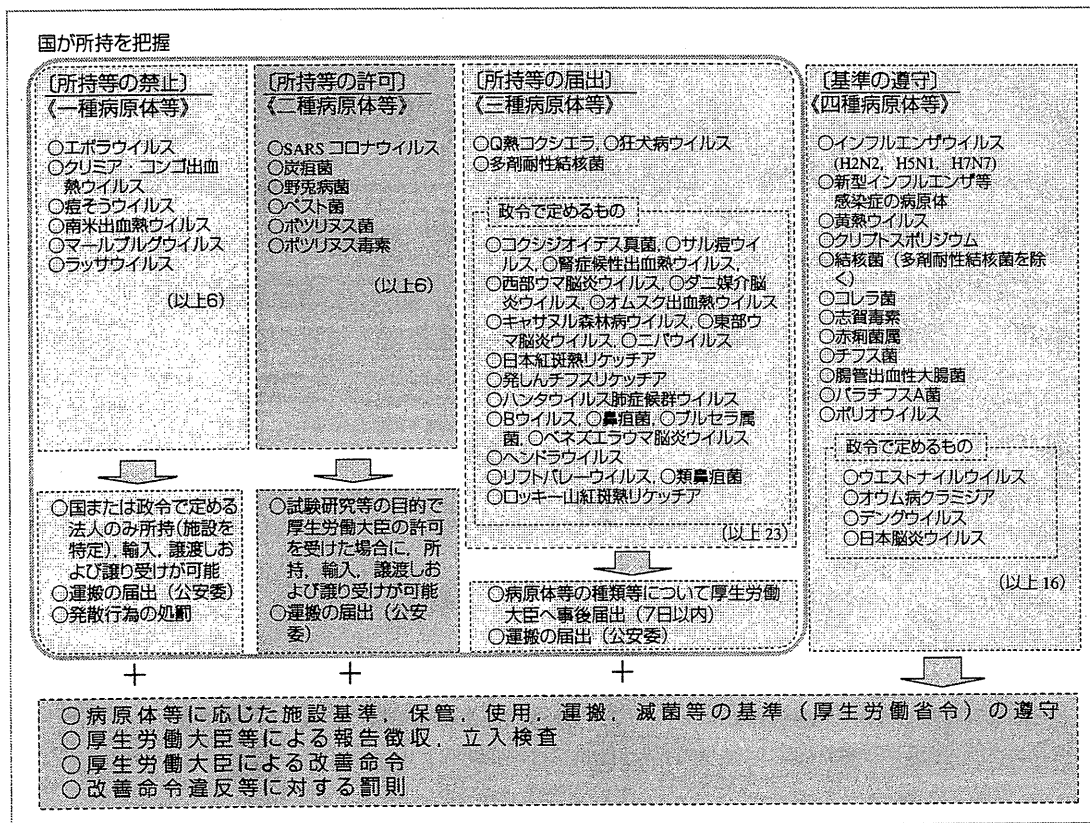 国が所持を把握
〔所持等の禁止〕
《一種病原体等》
○エボラウイルス
○クリミア・コンゴ出血
熱ウイルス
○痘そうウイルス
○南米出血熱ウイルス
○マールブルグウイルス
○ラッサウイルス
(以上6)
○国または政令で定める
法人のみ所持(施設を
特定),輸入,譲渡しお
よび譲り受けが可能
○運搬の届出(公安委)
○発散行為の処罰
〔所持等の許可〕
《二種病原体等》
○SARS コロナウイルス
○炭疽菌
○野兎病菌
○ペスト菌
○ボツリヌス菌
○ボツリヌス毒素
(以上6)
○試験研究等の目的で
厚生労働大臣の許可
を受けた場合に,所
持,輸入,譲渡しお
よび譲り受けが可能
○運搬の届出(公安
委)
〔所持等の届出〕
《三種病原体等》
○Q熱コクシエラ,○狂犬病ウイルス
○多剤耐性結核菌
政令で定めるもの
○コクシジオイデス真菌,○サル痘ウイ
ルス,○腎症候性出血熱ウイルス,
○西部ウマ脳炎ウイルス,○ダニ媒介脳
炎ウイルス,○オムスク出血熱ウイルス
○キャサヌル森林病ウイルス,○東部ウ
マ脳炎ウイルス,○ニパウイルス
○日本紅斑熱リケッチア
○発しんチフスリケッチア
○ハンタウイルス肺症候群ウイルス
○Bウイルス,○鼻疽菌,○ブルセラ属
菌,○ベネズエラウマ脳炎ウイルス
○ヘンドラウイルス
○リフトバレーウイルス,○類鼻疽菌
○ロッキー山紅斑熱リケッチア
(以上23)
○病原体等の種類等について厚生労働
大臣へ事後届出(7日以内)
○運搬の届出(公安委)
〔基準の遵守〕
《四種病原体等》
○インフルエンザウイルス
(H2N2, H5N1, H7N7)
○新型インフルエンザ等
感染症の病原体
○黄熱ウイルス
○クリプトスポリジウム
○結核菌(多剤耐性結核菌を除
く)
○コレラ菌
○志賀毒素
○赤痢菌属
○チフス菌
○腸管出血性大腸菌
○パラチフスA菌
○ポリオウイルス
政令で定めるもの
○ウエストナイルウイルス
○オウム病クラミジア
○デングウイルス
○日本脳炎ウイルス
(以上16)
+ + +
○病原体等に応じた施設基準,保管,使用,運搬,滅菌等の基準(厚生労働省令)の遵守
○厚生労働大臣等による報告徴収,立入検査
○厚生労働大臣による改善命令
○改善命令違反等に対する罰則